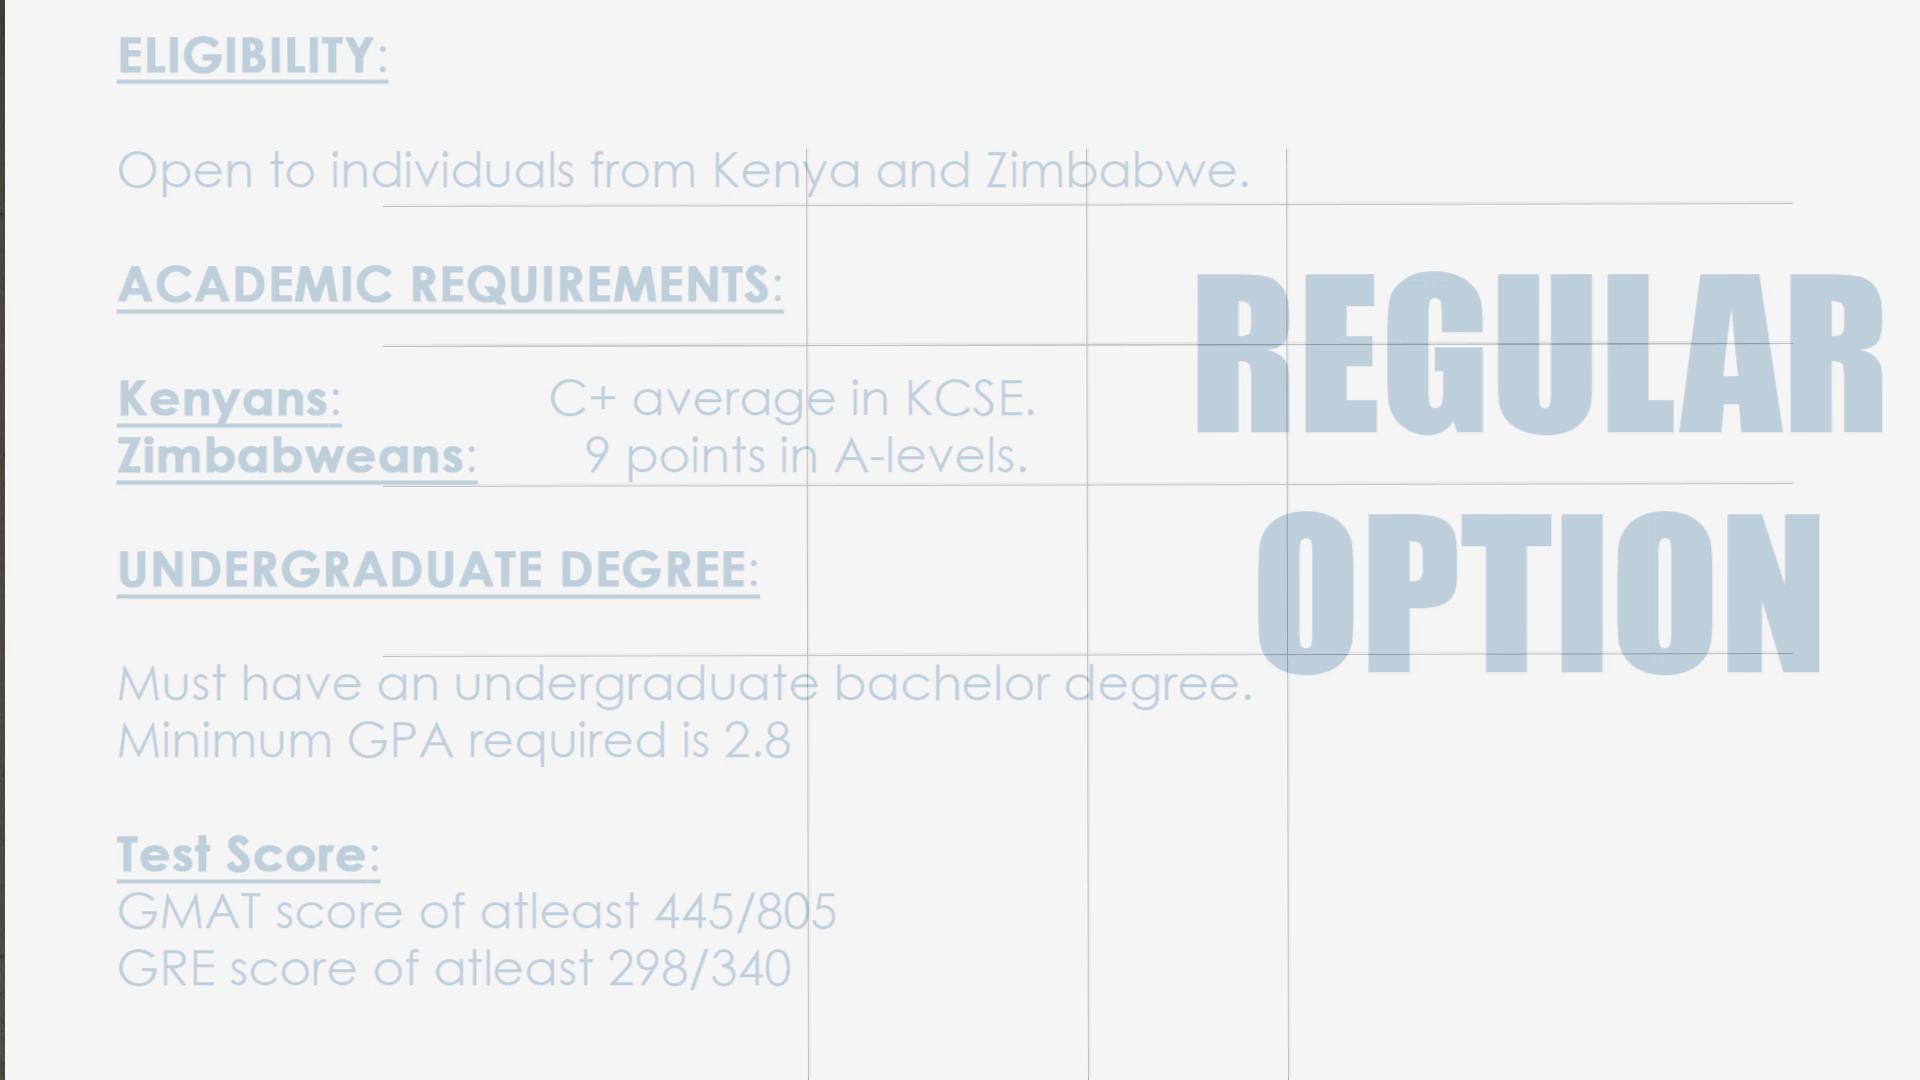 ELIGIBILITY:
Open to individuals from Kenya and Zimbabwe.
ACADEMIC REQUIREMENTS:
Kenyans: C+ average in KCSE.
Zimbabweans: 9 points in A-levels.
UNDERGRADUATE DEGREE:
Must have an undergraduate bachelor degree.
Minimum GPA required is 2.8
Test Score:
GMAT score of atleast 445/805
GRE score of atleast 298/340
REGULAR
OPTION